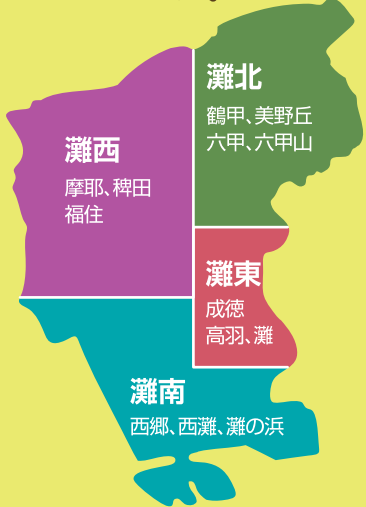 灘北
鶴甲、美野丘
六甲、六甲山
灘西
摩耶、稗田
福住
灘東
成徳
高羽、灘
灘南
西郷、西灘、灘の浜